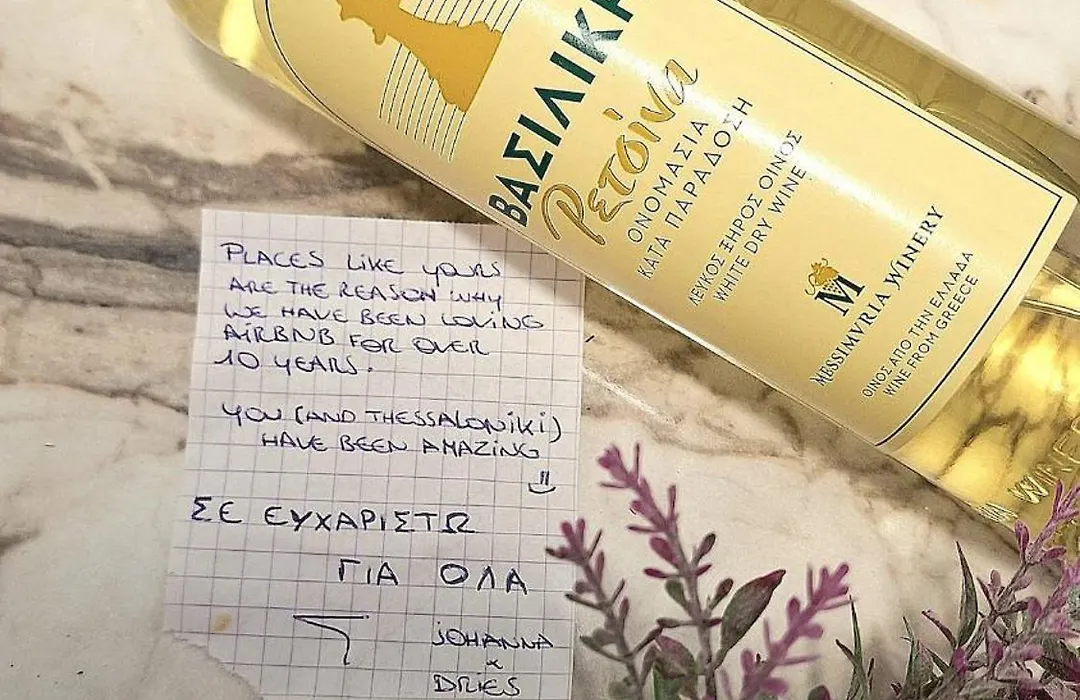 ΒΑΣΙΛΙΚΗ
Ρετσίνα
ΟΝΟΜΑΣΙΑ
ΚΑΤΑ ΠΑΡΑΔΟΣΗ
ΛΕΥΚΟΣ ΞΗΡΟΣ ΟΙΝΟΣ
WHITE DRY WINE
M
MESSIMVRIA WINERY
ΟΙΝΟΣ ΑΠΟ ΤΗΝ ΕΛΛΑΔΑ
WINE FROM GREECE
PLACES LIKE YOURS
ARE THE REASON WHY
WE HAVE BEEN LOVING
AIRBNB FOR OVER
10 YEARS.
YOU (AND THESSALONIKI)
HAVE BEEN AMAZING
ΣΕ ΕΥΧΑΡΙΣΤΩ
ΓΙΑ ΟΛΑ
JOHANNA
x
DRIES